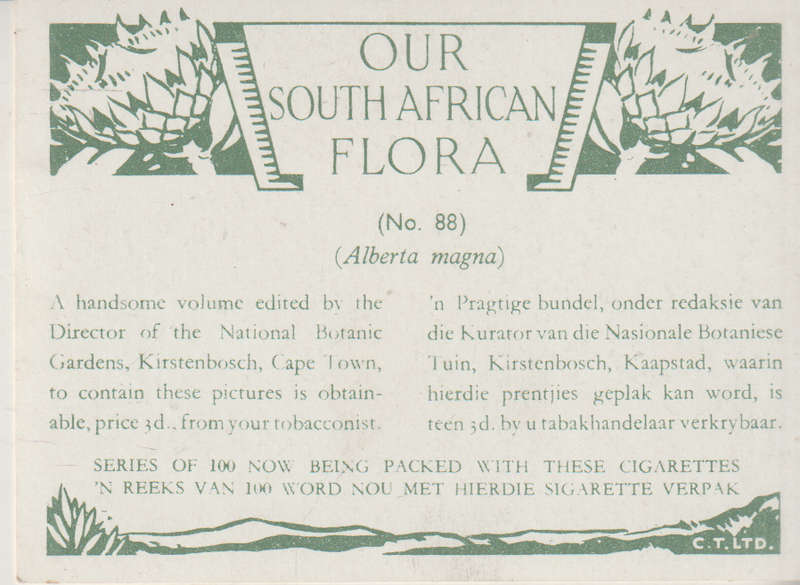 OUR
SOUTH AFRICAN
FLORA
(No. 88)
(Alberta magna)
A handsome volume edited by the
Director of the National Botanic
Gardens, Kirstenbosch, Cape Town,
to contain these pictures is obtain-
able, price 3d., from your tobacconist.
'n Pragtige bundel, onder redaksie van
die Kurator van die Nasionale Botaniese
Tuin, Kirstenbosch, Kaapstad, waarin
hierdie prentjies geplak kan word, is
teen 3d. by u tabakhandelaar verkrybaar.
SERIES OF 100 NOW BEING PACKED WITH THESE CIGARETTES
'N REEKS VAN 100 WORD NOU MET HIERDIE SIGARETTE VERPAK
C.T. LTD.